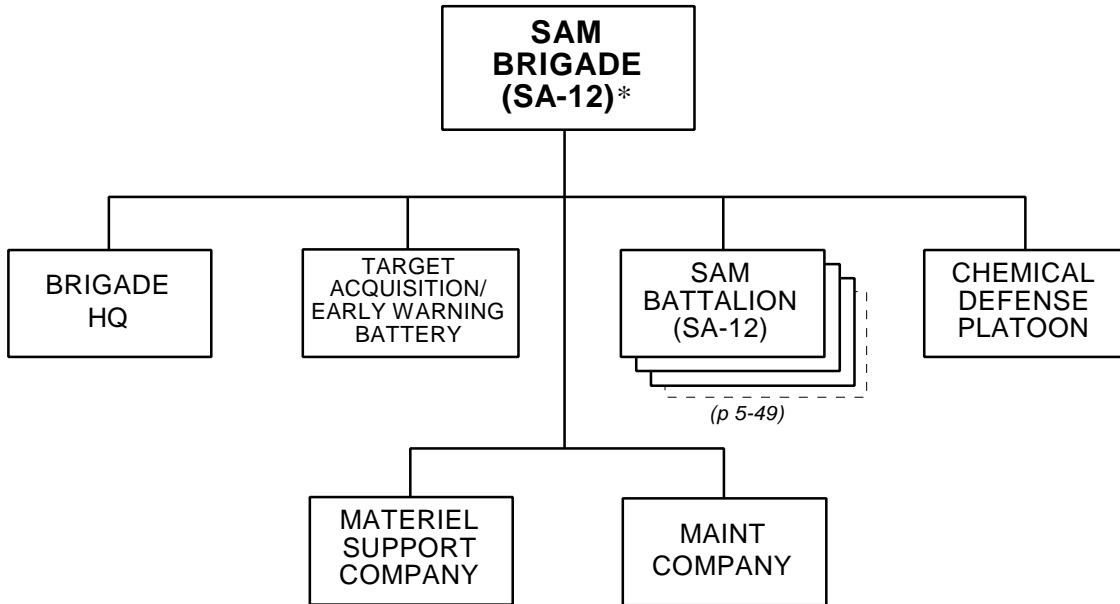 SAM
BRIGADE
(SA-12)*
BRIGADE
HQ
TARGET
ACQUISITION/
EARLY WARNING
BATTERY
SAM
BATTALION
(SA-12)
(p 5-49)
CHEMICAL
DEFENSE
PLATOON
MATERIEL
SUPPORT
COMPANY
MAINT
COMPANY